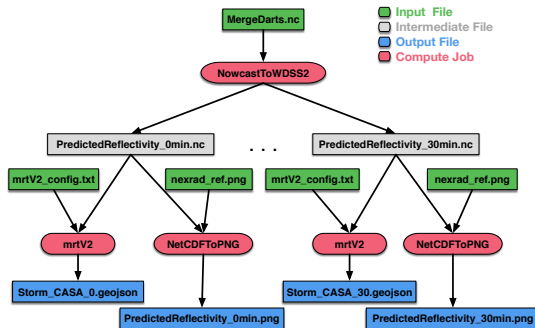 MergeDarts.nc
Input File
Intermediate File
Output File
Compute Job
NowcastToWDSS2
PredictedReflectivity_0min.nc
. . .
PredictedReflectivity_30min.nc
mrtV2_config.txt
nexrad_ref.png
mrtV2_config.txt
nexrad_ref.png
mrtV2
NetCDFToPNG
mrtV2
NetCDFToPNG
Storm_CASA_0.geojson
Storm_CASA_30.geojson
PredictedReflectivity_0min.png
PredictedReflectivity_30min.png